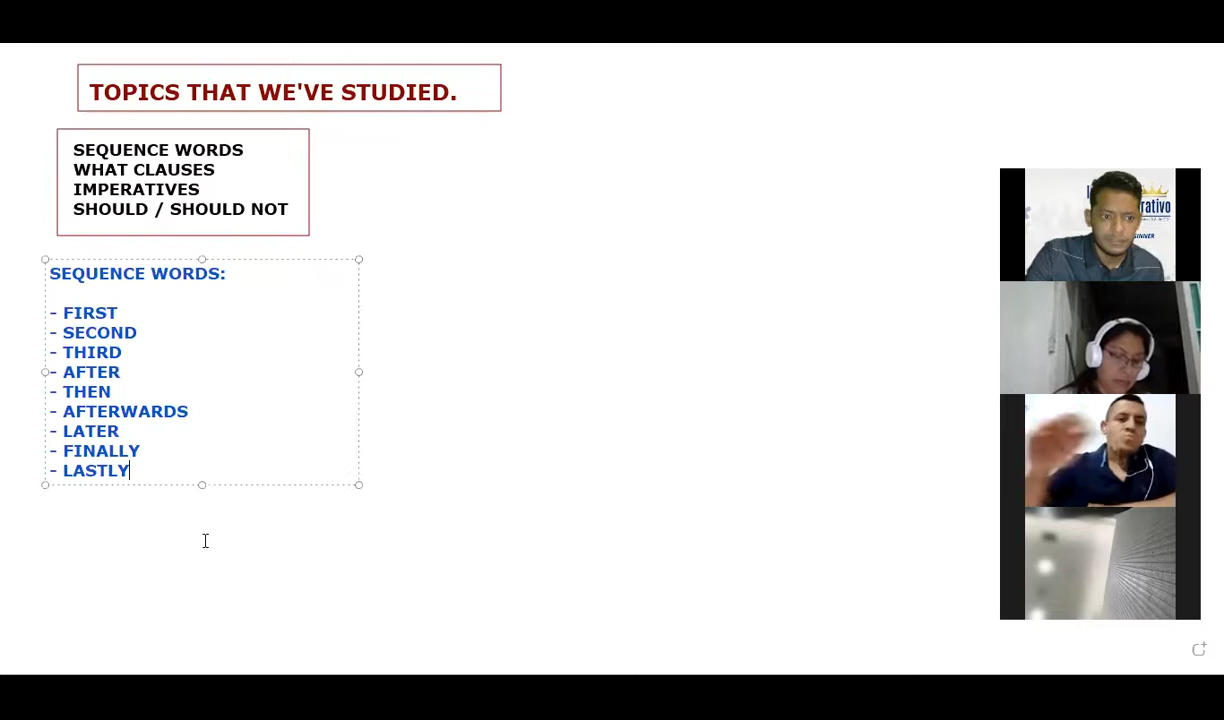 TOPICS THAT WE'VE STUDIED.
SEQUENCE WORDS
WHAT CLAUSES
IMPERATIVES
SHOULD / SHOULD NOT
SEQUENCE WORDS:
- FIRST
- SECOND
- THIRD
- AFTER
- THEN
- AFTERWARDS
- LATER
- FINALLY
- LASTLY